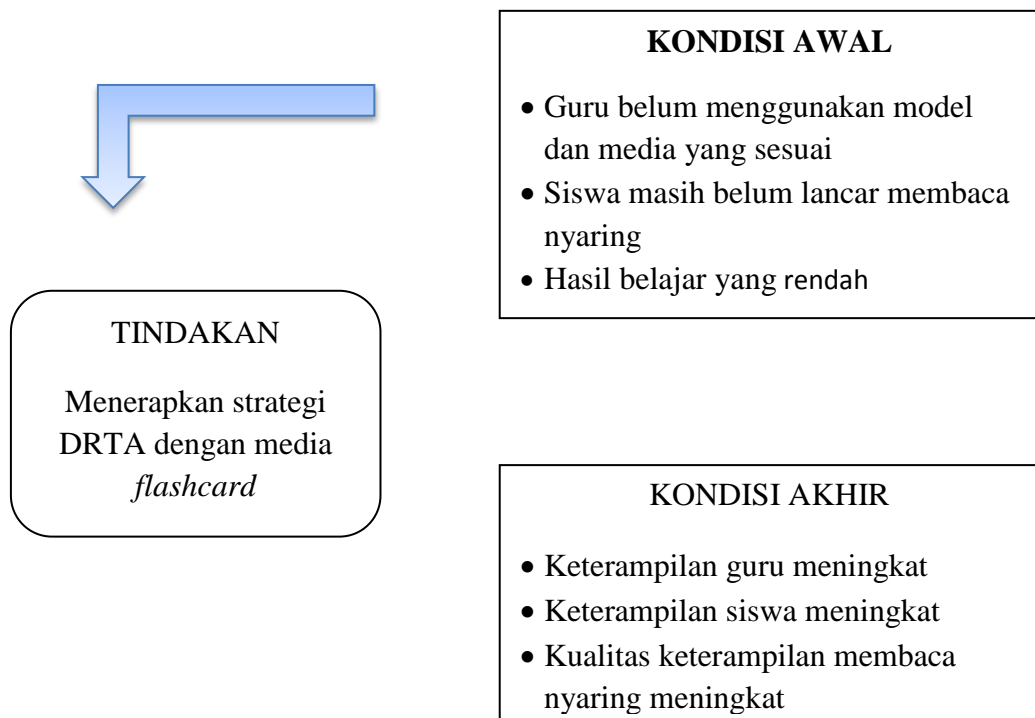 KONDISI AWAL
• Guru belum menggunakan model
dan media yang sesuai
• Siswa masih belum lancar membaca
nyaring
• Hasil belajar yang rendah
TINDAKAN
Menerapkan strategi
DRTA dengan media
flashcard
KONDISI AKHIR
• Keterampilan guru meningkat
• Keterampilan siswa meningkat
• Kualitas keterampilan membaca
nyaring meningkat